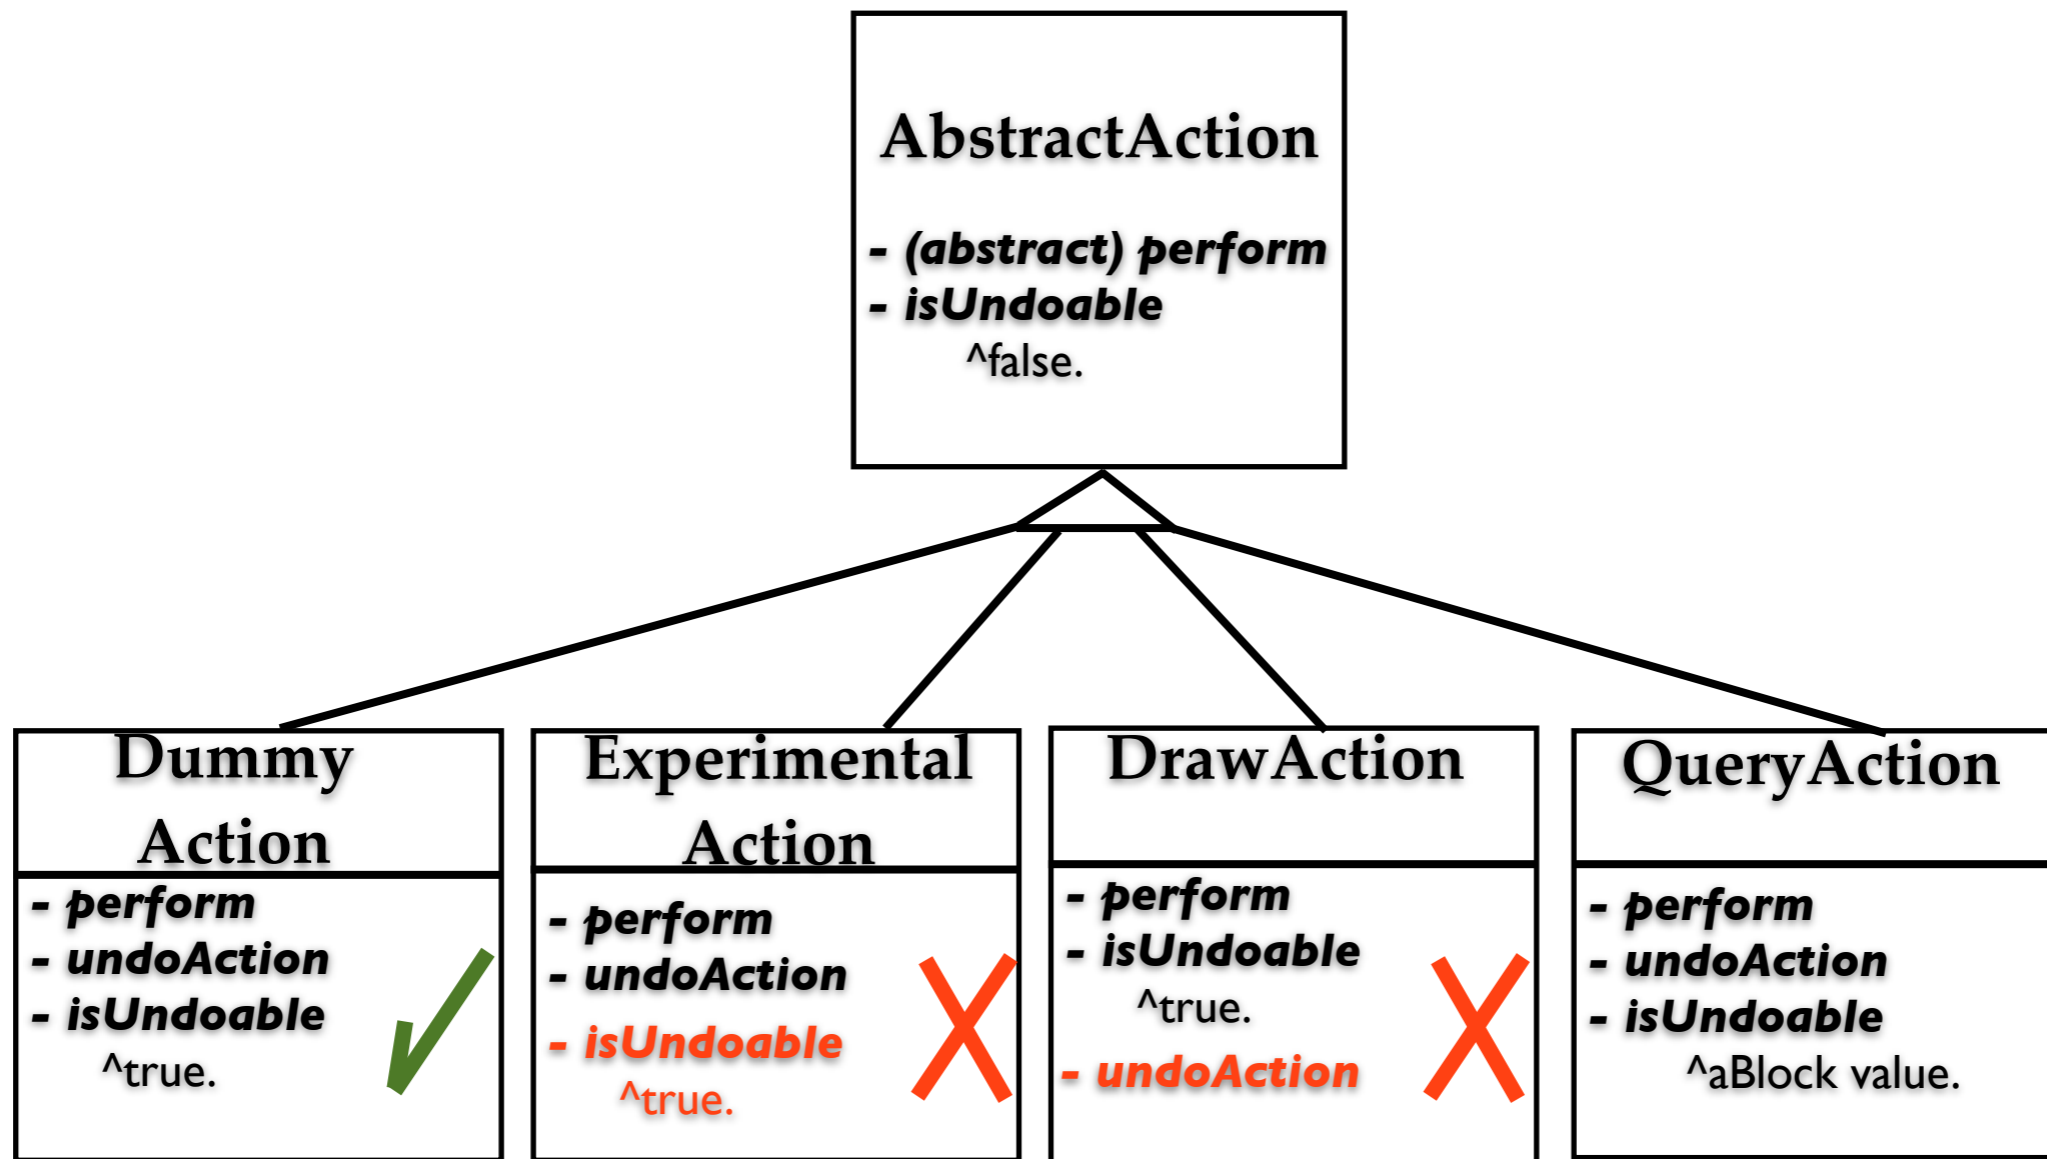 AbstractAction
- (abstract) perform
- isUndoable
^false.
Dummy
Action
- perform
- undoAction
- isUndoable
^true.
Experimental
Action
- perform
- undoAction
- isUndoable
^true.
DrawAction
- perform
- isUndoable
^true.
- undoAction
QueryAction
- perform
- undoAction
- isUndoable
^aBlock value.